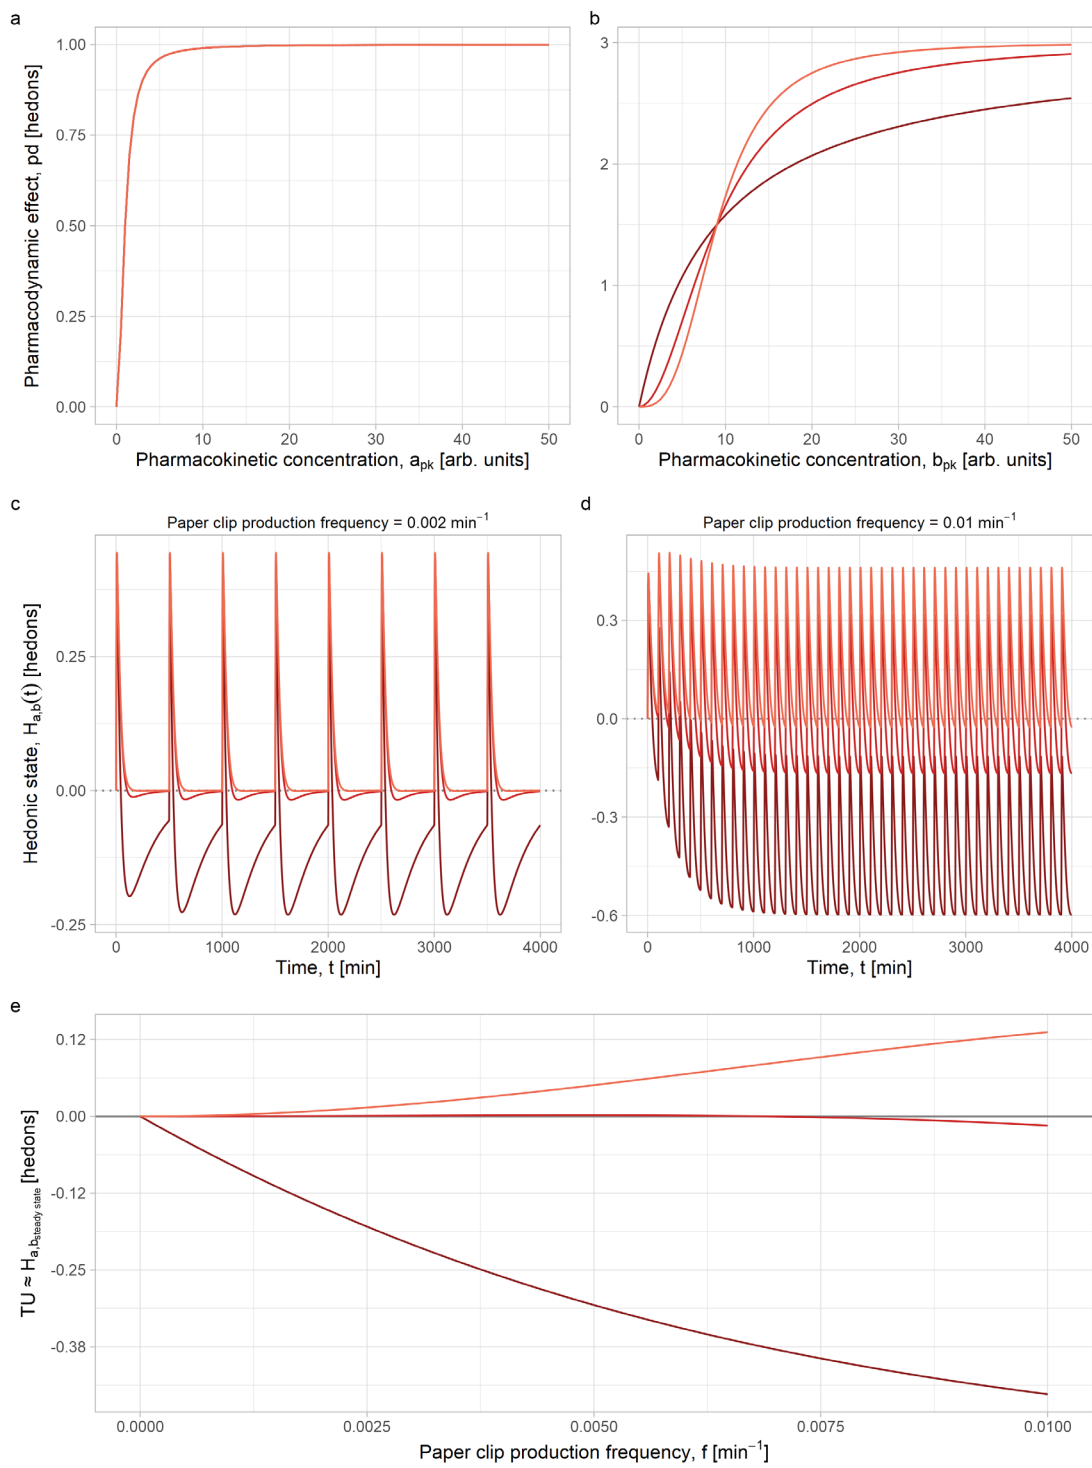 a
b
Pharmacodynamic effect, pd [hedons]
1.00
0.75
0.50
0.25
0.00
0 10 20 30 40 50
Pharmacokinetic concentration, a_pk [arb. units]
3
2
1
0
0 10 20 30 40 50
Pharmacokinetic concentration, b_pk [arb. units]
c
d
Paper clip production frequency = 0.002 min⁻¹
Hedonic state, H_a,b(t) [hedons]
0.25
0.00
-0.25
0 1000 2000 3000 4000
Time, t [min]
Paper clip production frequency = 0.01 min⁻¹
0.3
0.0
-0.3
-0.6
0 1000 2000 3000 4000
Time, t [min]
e
TU ≈ H_a,b_steady state [hedons]
0.12
0.00
-0.12
-0.25
-0.38
0.0000 0.0025 0.0050 0.0075 0.0100
Paper clip production frequency, f [min⁻¹]